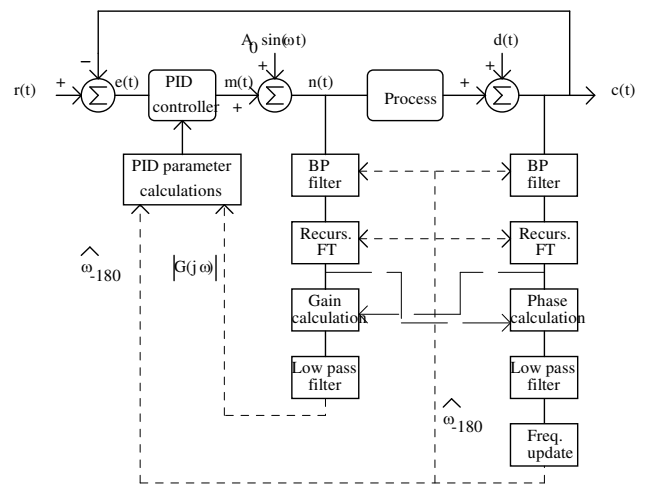 A₀ sin(ωt)
d(t)
r(t)
+
−
Σ
e(t)
PID
controller
m(t)
+
+
Σ
n(t)
Process
+
+
Σ
c(t)
PID parameter
calculations
BP
filter
BP
filter
Recurs.
FT
Recurs.
FT
ω̂-180
|G(jω)|
Gain
calculation
Phase
calculation
Low pass
filter
Low pass
filter
ω̂-180
Freq.
update